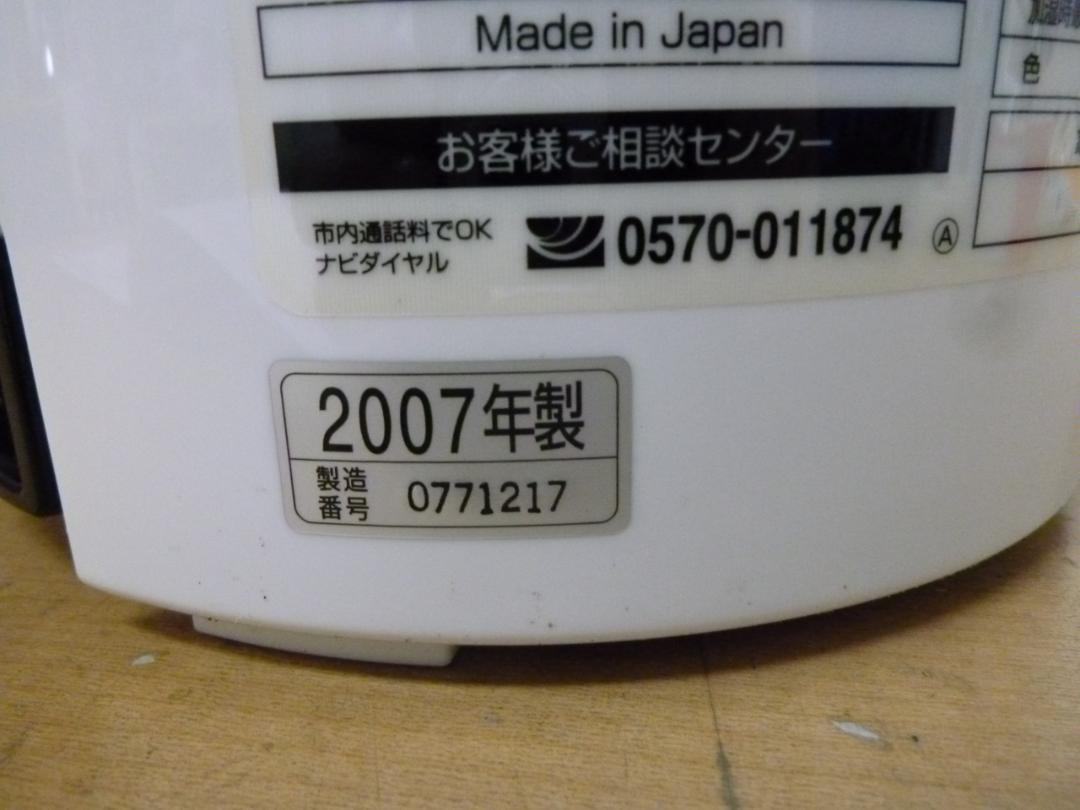 Made in Japan
お客様ご相談センター
市内通話料でOK
ナビダイヤル
0570-011874 Ⓐ
色
2007年製
製造番号 0771217